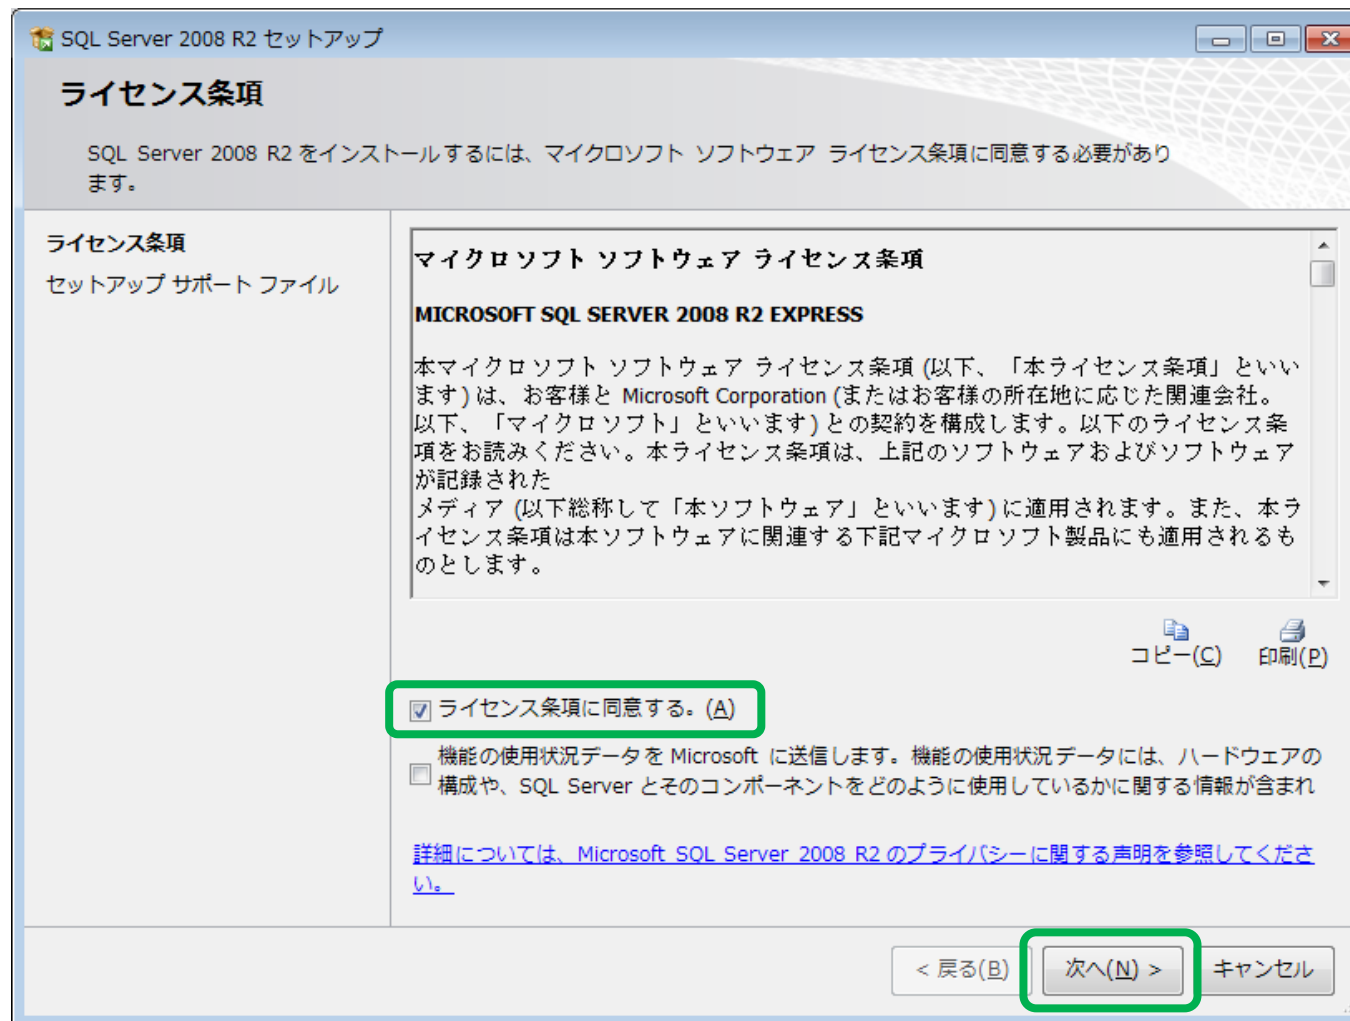 SQL Server 2008 R2 セットアップ
ライセンス条項
SQL Server 2008 R2 をインストールするには、マイクロソフト ソフトウェア ライセンス条項に同意する必要があり
ます。
ライセンス条項
セットアップ サポート ファイル
マイクロソフト ソフトウェア ライセンス条項
MICROSOFT SQL SERVER 2008 R2 EXPRESS
本マイクロソフト ソフトウェア ライセンス条項 (以下、「本ライセンス条項」といい
ます) は、お客様と Microsoft Corporation (またはお客様の所在地に応じた関連会社。
以下、「マイクロソフト」といいます) との契約を構成します。以下のライセンス条
項をお読みください。本ライセンス条項は、上記のソフトウェアおよびソフトウェア
が記録された
メディア (以下総称して「本ソフトウェア」といいます) に適用されます。また、本ラ
イセンス条項は本ソフトウェアに関連する下記マイクロソフト製品にも適用されるも
のとします。
コピー(C) 印刷(P)
ライセンス条項に同意する。(A)
機能の使用状況データを Microsoft に送信します。機能の使用状況データには、ハードウェアの
構成や、SQL Server とそのコンポーネントをどのように使用しているかに関する情報が含まれ
詳細については、Microsoft SQL Server 2008 R2 のプライバシーに関する声明を参照してくださ
い。
< 戻る(B) 次へ(N) > キャンセル